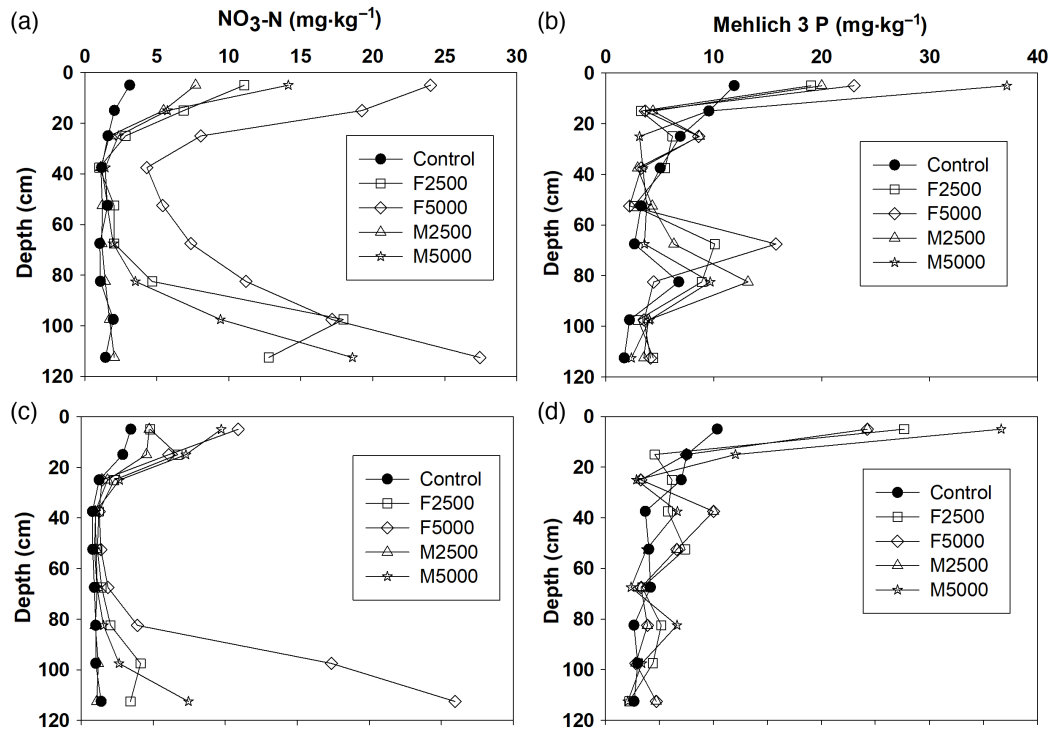 (a)
NO3-N (mg·kg−1)
0 5 10 15 20 25 30
0
20
40
60
80
100
120
Depth (cm)
Control
F2500
F5000
M2500
M5000
(b)
Mehlich 3 P (mg·kg−1)
0 10 20 30 40
0
20
40
60
80
100
120
Depth (cm)
Control
F2500
F5000
M2500
M5000
(c)
0
20
40
60
80
100
120
Depth (cm)
Control
F2500
F5000
M2500
M5000
(d)
0
20
40
60
80
100
120
Depth (cm)
Control
F2500
F5000
M2500
M5000